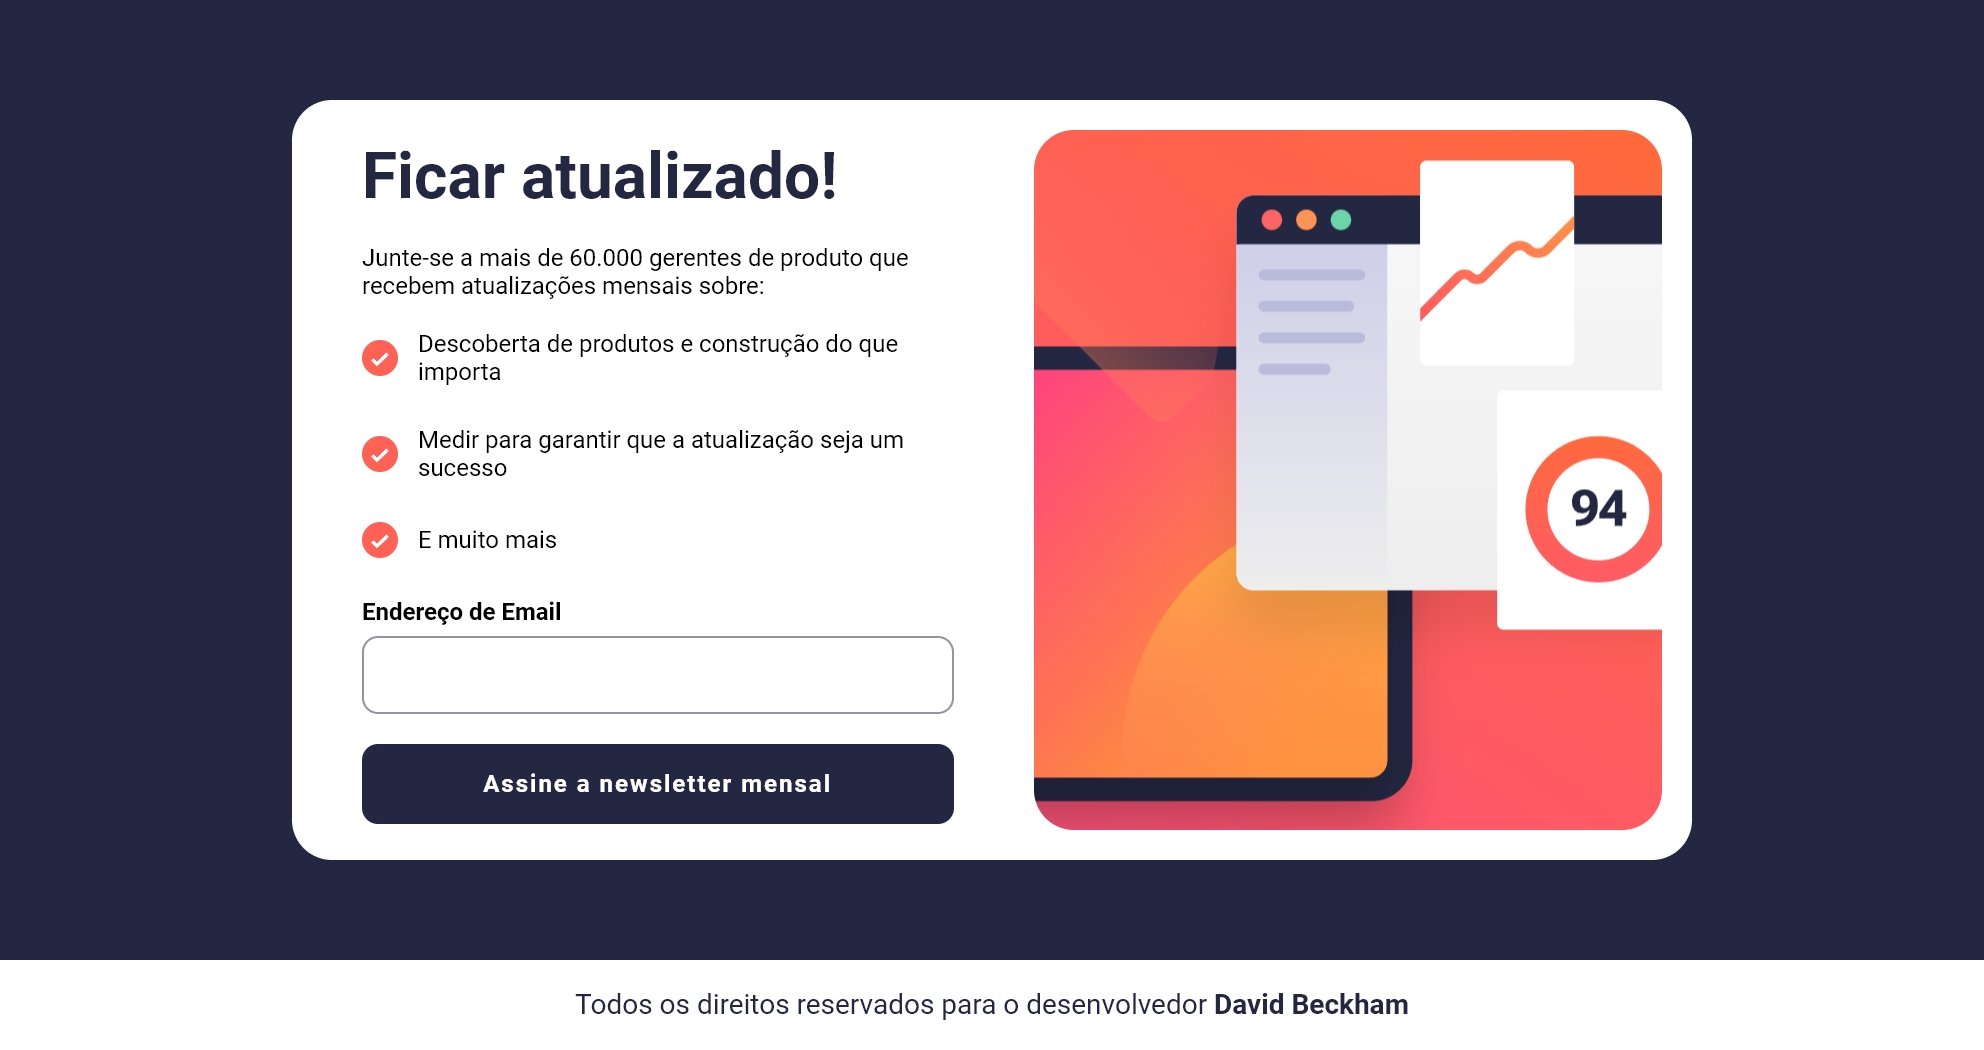 Ficar atualizado!
Junte-se a mais de 60.000 gerentes de produto que
recebem atualizações mensais sobre:
Descoberta de produtos e construção do que
importa
Medir para garantir que a atualização seja um
sucesso
E muito mais
Endereço de Email
Assine a newsletter mensal
94
Todos os direitos reservados para o desenvolvedor David Beckham